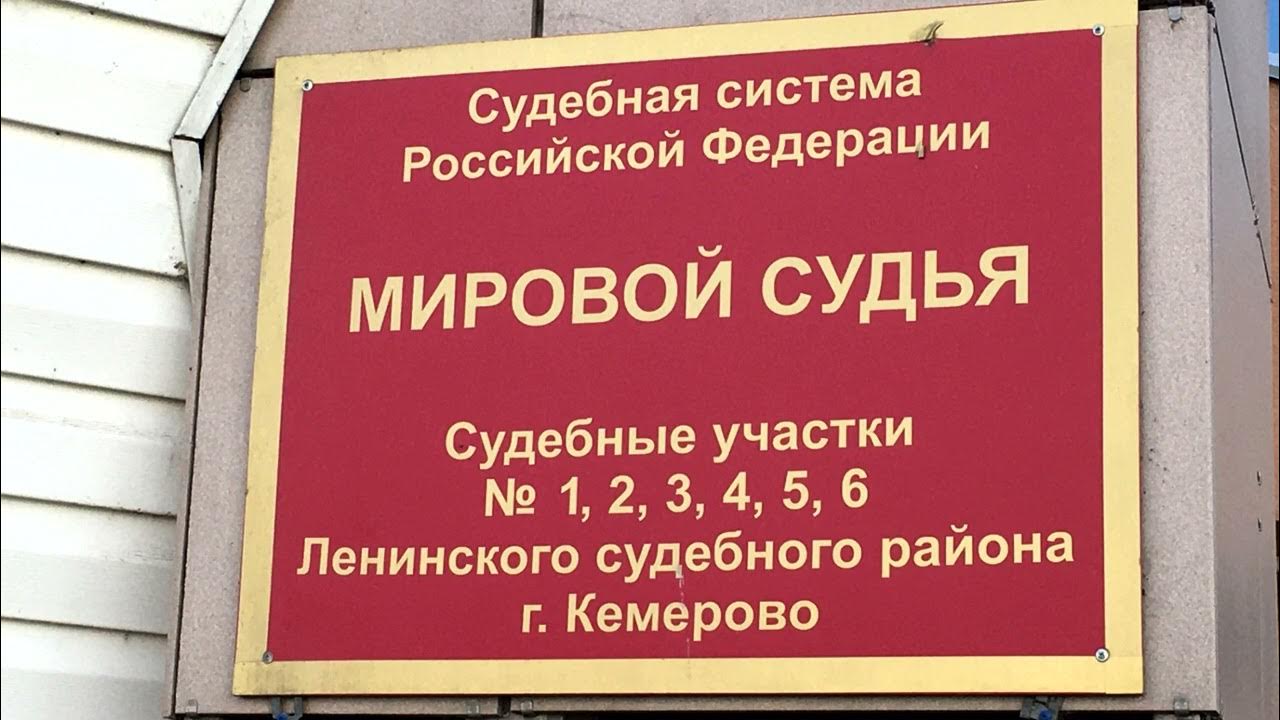 Судебная система
Российской Федерации
МИРОВОЙ СУДЬЯ
Судебные участки
№ 1, 2, 3, 4, 5, 6
Ленинского судебного района
г. Кемерово